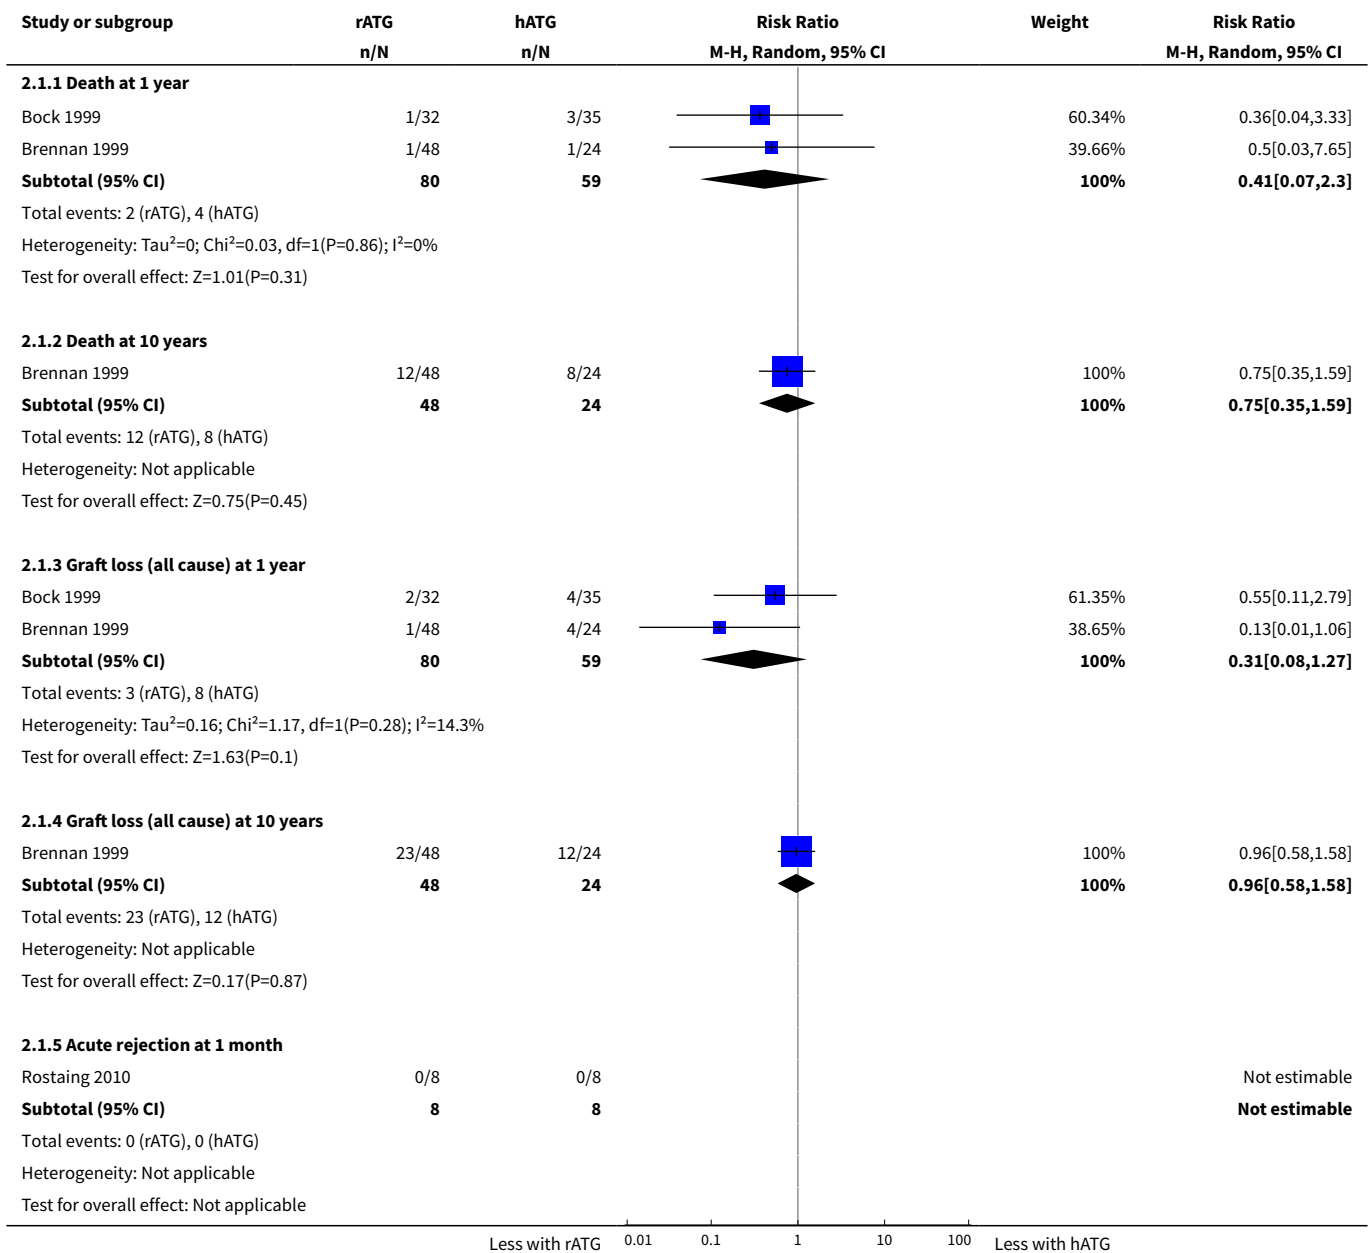 Study or subgroup rATG hATG Risk Ratio Weight Risk Ratio
n/N n/N M-H, Random, 95% CI M-H, Random, 95% CI
2.1.1 Death at 1 year
Bock 1999 1/32 3/35 60.34% 0.36[0.04,3.33]
Brennan 1999 1/48 1/24 39.66% 0.5[0.03,7.65]
Subtotal (95% CI) 80 59 100% 0.41[0.07,2.3]
Total events: 2 (rATG), 4 (hATG)
Heterogeneity: Tau²=0; Chi²=0.03, df=1(P=0.86); I²=0%
Test for overall effect: Z=1.01(P=0.31)
2.1.2 Death at 10 years
Brennan 1999 12/48 8/24 100% 0.75[0.35,1.59]
Subtotal (95% CI) 48 24 100% 0.75[0.35,1.59]
Total events: 12 (rATG), 8 (hATG)
Heterogeneity: Not applicable
Test for overall effect: Z=0.75(P=0.45)
2.1.3 Graft loss (all cause) at 1 year
Bock 1999 2/32 4/35 61.35% 0.55[0.11,2.79]
Brennan 1999 1/48 4/24 38.65% 0.13[0.01,1.06]
Subtotal (95% CI) 80 59 100% 0.31[0.08,1.27]
Total events: 3 (rATG), 8 (hATG)
Heterogeneity: Tau²=0.16; Chi²=1.17, df=1(P=0.28); I²=14.3%
Test for overall effect: Z=1.63(P=0.1)
2.1.4 Graft loss (all cause) at 10 years
Brennan 1999 23/48 12/24 100% 0.96[0.58,1.58]
Subtotal (95% CI) 48 24 100% 0.96[0.58,1.58]
Total events: 23 (rATG), 12 (hATG)
Heterogeneity: Not applicable
Test for overall effect: Z=0.17(P=0.87)
2.1.5 Acute rejection at 1 month
Rostaing 2010 0/8 0/8 Not estimable
Subtotal (95% CI) 8 8 Not estimable
Total events: 0 (rATG), 0 (hATG)
Heterogeneity: Not applicable
Test for overall effect: Not applicable
Less with rATG 0.01 0.1 1 10 100 Less with hATG